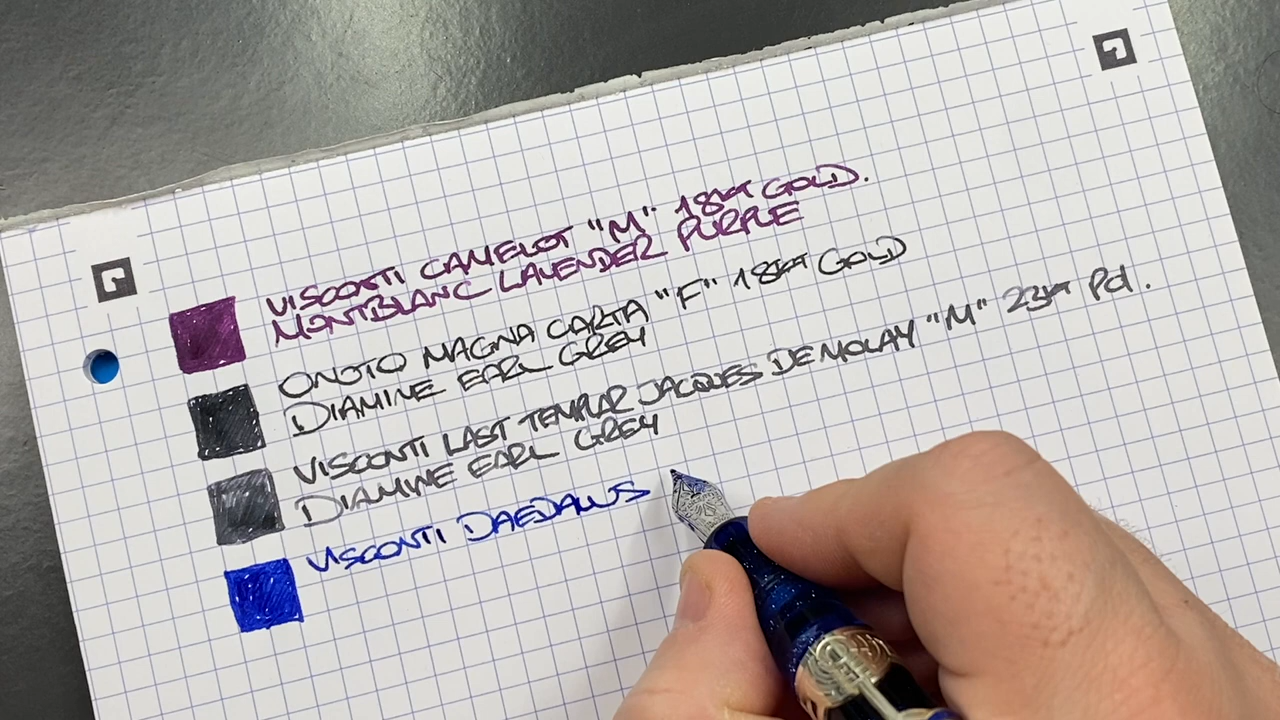 VISCONTI CAMELOT "M" 18kt GOLD.
MONTBLANC LAVENDER PURPLE
ONOTO MAGNA CARTA "F" 18kt GOLD
DIAMINE EARL GREY
VISCONTI LAST TEMPLAR JACQUES DE MOLAY "M" 23kt Pd.
DIAMINE EARL GREY
VISCONTI DAEDALUS